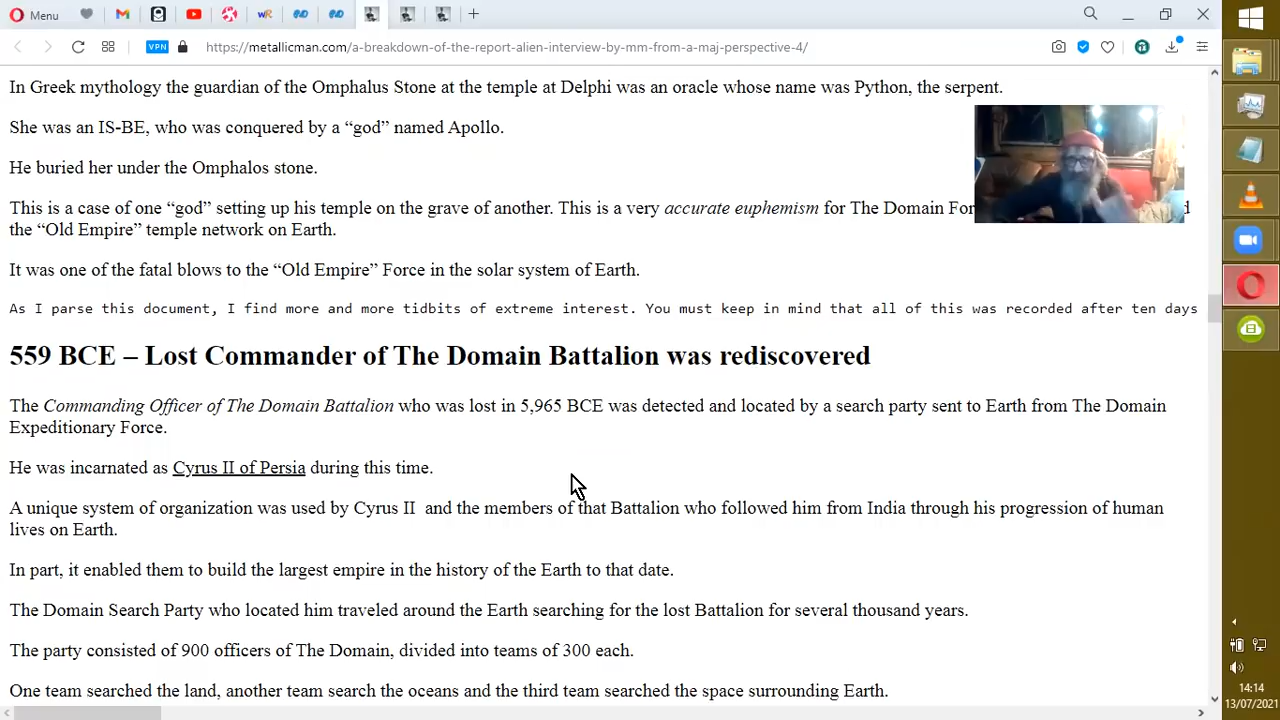 Menu
wR
VPN
https://metallicman.com/a-breakdown-of-the-report-alien-interview-by-mm-from-a-maj-perspective-4/
In Greek mythology the guardian of the Omphalus Stone at the temple at Delphi was an oracle whose name was Python, the serpent.
She was an IS-BE, who was conquered by a “god” named Apollo.
He buried her under the Omphalos stone.
This is a case of one “god” setting up his temple on the grave of another. This is a very accurate euphemism for The Domain For
the “Old Empire” temple network on Earth.
It was one of the fatal blows to the “Old Empire” Force in the solar system of Earth.
As I parse this document, I find more and more tidbits of extreme interest. You must keep in mind that all of this was recorded after ten days
559 BCE – Lost Commander of The Domain Battalion was rediscovered
The Commanding Officer of The Domain Battalion who was lost in 5,965 BCE was detected and located by a search party sent to Earth from The Domain
Expeditionary Force.
He was incarnated as Cyrus II of Persia during this time.
A unique system of organization was used by Cyrus II and the members of that Battalion who followed him from India through his progression of human
lives on Earth.
In part, it enabled them to build the largest empire in the history of the Earth to that date.
The Domain Search Party who located him traveled around the Earth searching for the lost Battalion for several thousand years.
The party consisted of 900 officers of The Domain, divided into teams of 300 each.
One team searched the land, another team search the oceans and the third team searched the space surrounding Earth.
14:14
13/07/2021